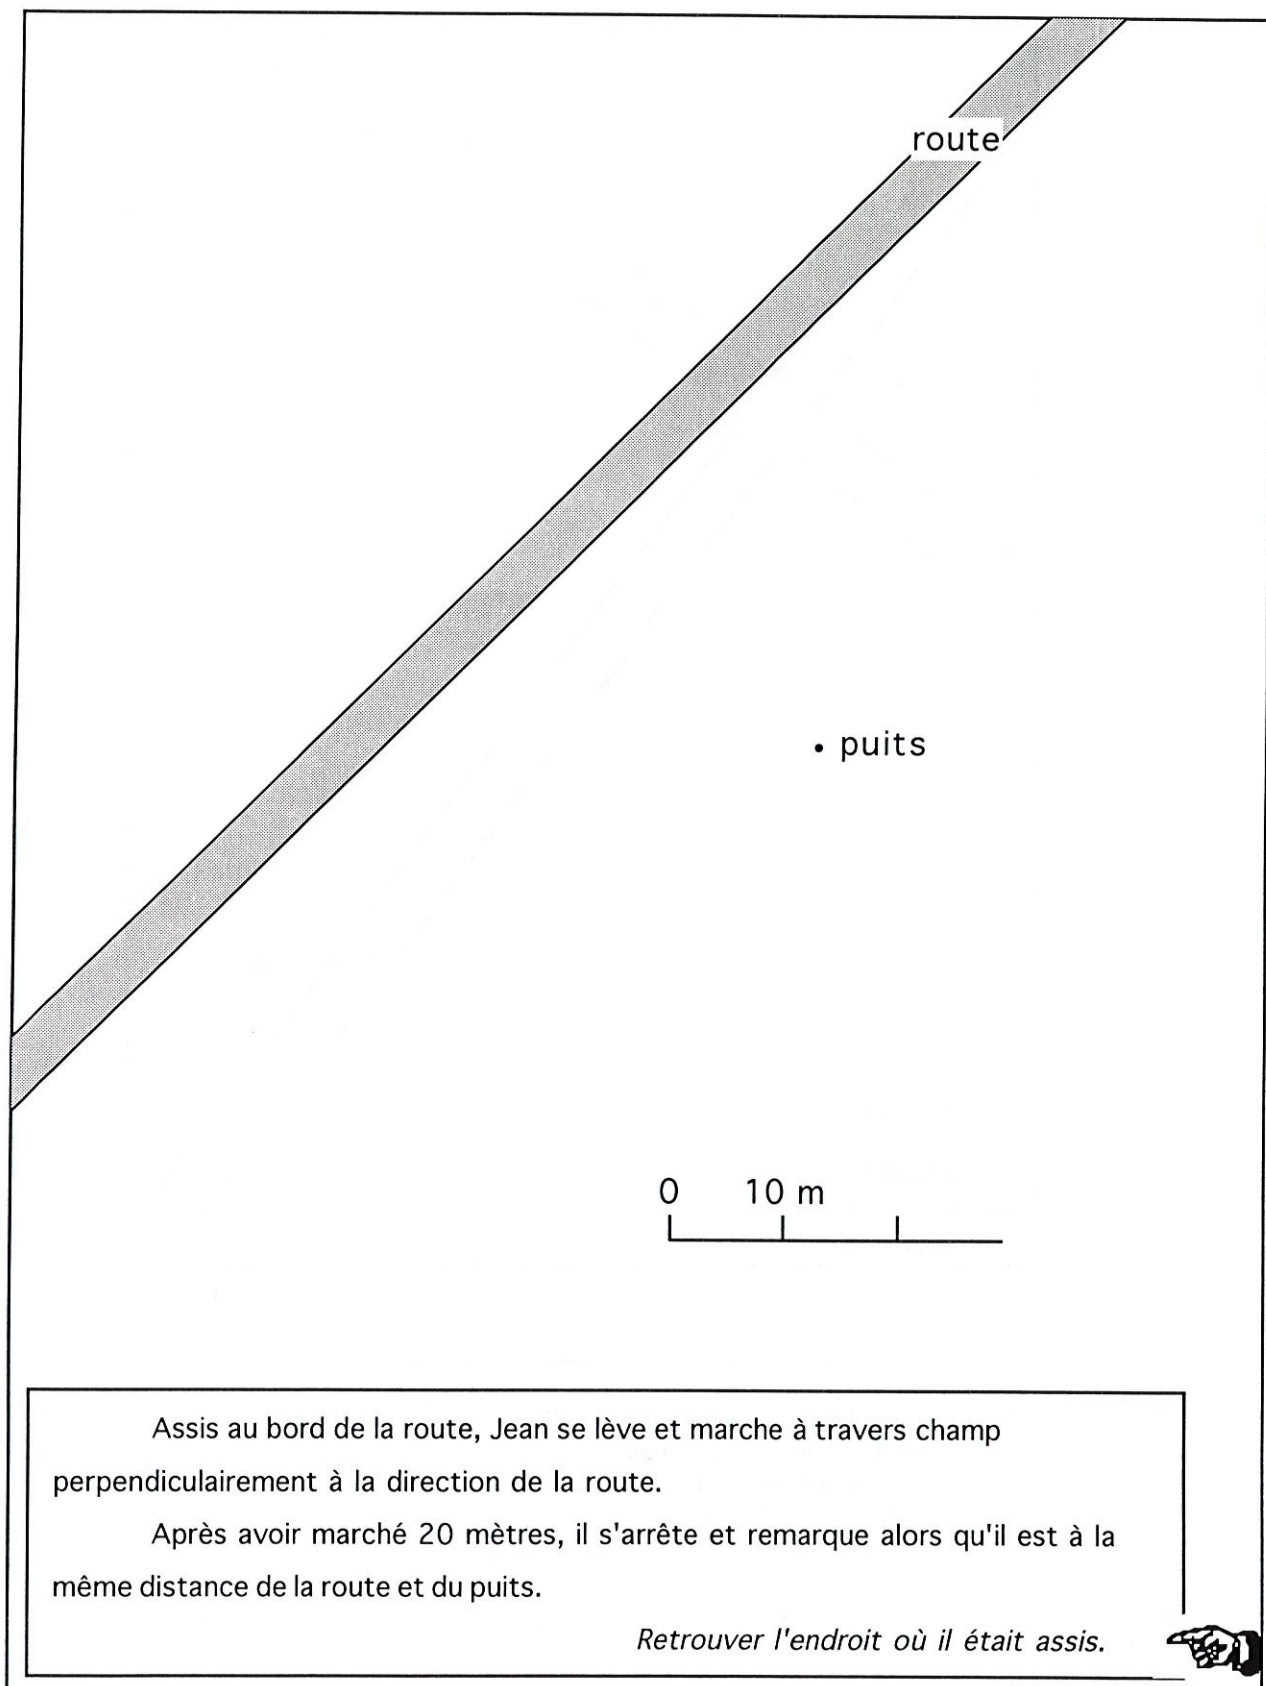 route
puits
0 10 m
Assis au bord de la route, Jean se lève et marche à travers champ
perpendiculairement à la direction de la route.
Après avoir marché 20 mètres, il s'arrête et remarque alors qu'il est à la
même distance de la route et du puits.
Retrouver l'endroit où il était assis.